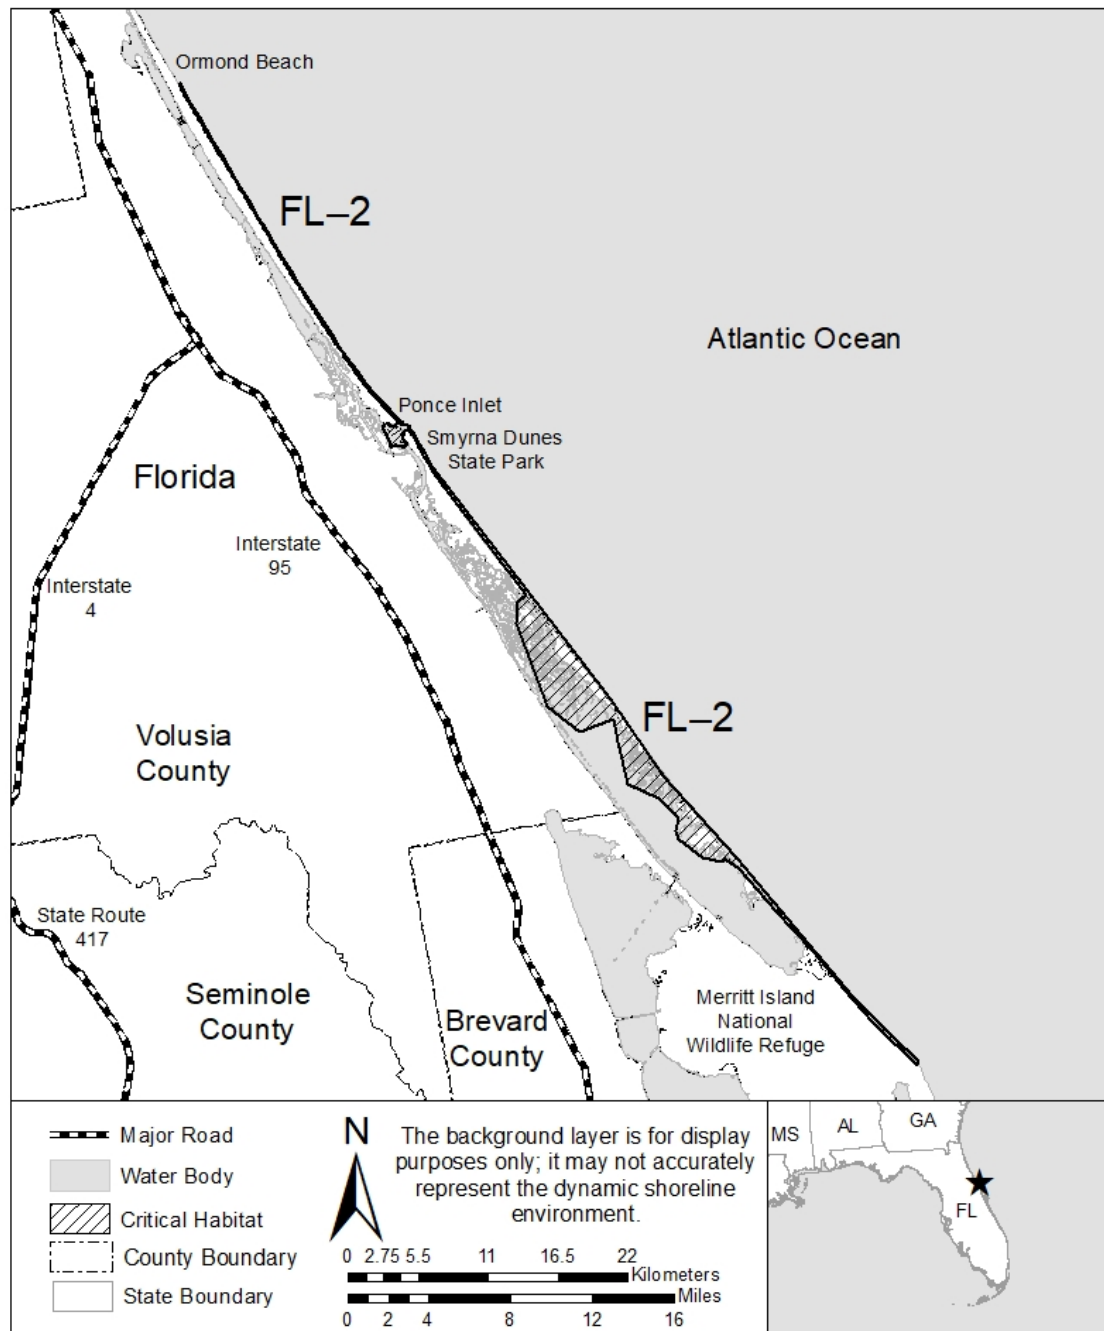 Ormond Beach
FL–2
Atlantic Ocean
Ponce Inlet
Smyrna Dunes
State Park
Florida
Interstate
95
Interstate
4
FL–2
Volusia
County
State Route
417
Seminole
County
Brevard
County
Merritt Island
National
Wildlife Refuge
Major Road
Water Body
Critical Habitat
County Boundary
State Boundary
N
The background layer is for display
purposes only; it may not accurately
represent the dynamic shoreline
environment.
0 2.75 5.5 11 16.5 22
Kilometers
Miles
0 2 4 8 12 16
MS
AL
GA
FL